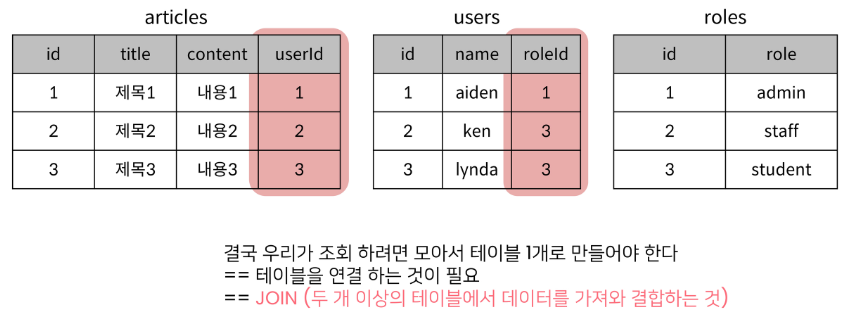 articles users roles
id title content userId id name roleId id role
1 제목1 내용1 1 1 aiden 1 1 admin
2 제목2 내용2 2 2 ken 3 2 staff
3 제목3 내용3 3 3 lynda 3 3 student
결국 우리가 조회 하려면 모아서 테이블 1개로 만들어야 한다
== 테이블을 연결 하는 것이 필요
== JOIN (두 개 이상의 테이블에서 데이터를 가져와 결합하는 것)